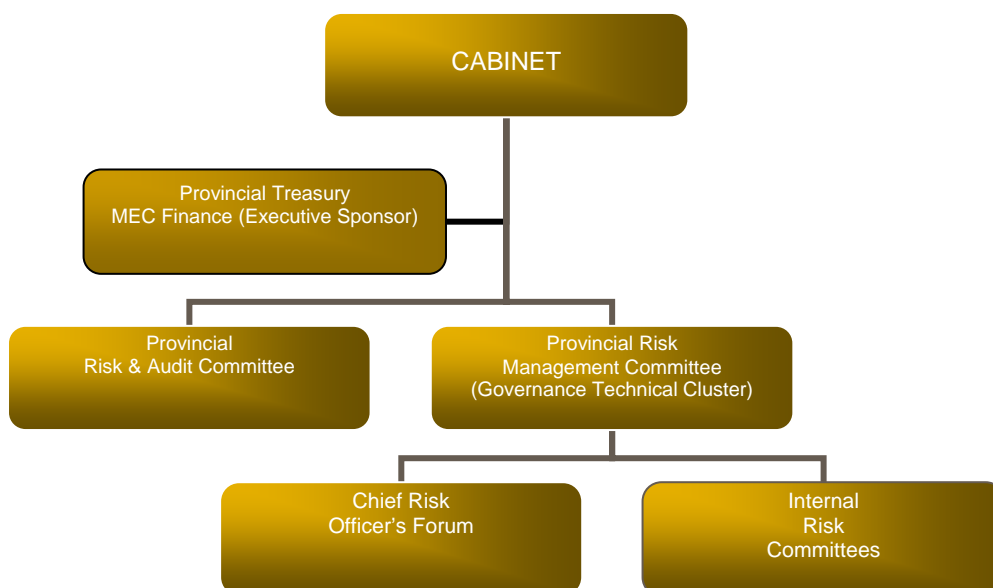 CABINET
Provincial Treasury
MEC Finance (Executive Sponsor)
Provincial
Risk & Audit Committee
Provincial Risk
Management Committee
(Governance Technical Cluster)
Chief Risk
Officer's Forum
Internal
Risk
Committees